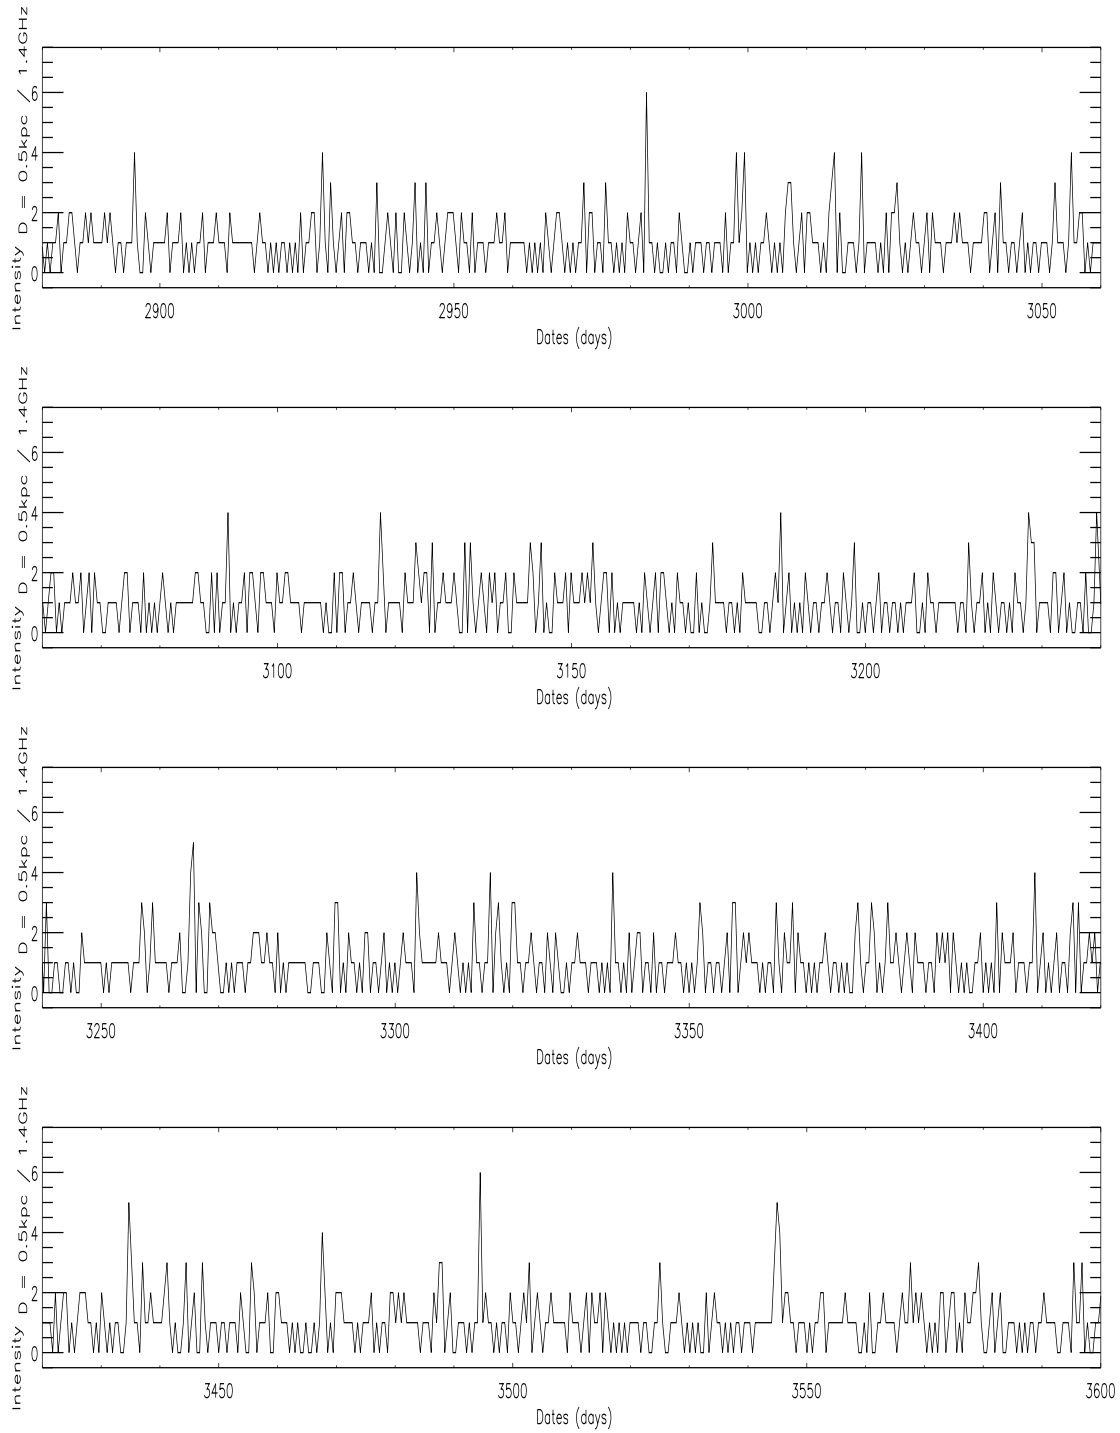 Intensity D = 0.5kpc / 1.4GHz
6
4
2
0
2900 2950 3000 3050
Dates (days)
Intensity D = 0.5kpc / 1.4GHz
6
4
2
0
3100 3150 3200
Dates (days)
Intensity D = 0.5kpc / 1.4GHz
6
4
2
0
3250 3300 3350 3400
Dates (days)
Intensity D = 0.5kpc / 1.4GHz
6
4
2
0
3450 3500 3550 3600
Dates (days)